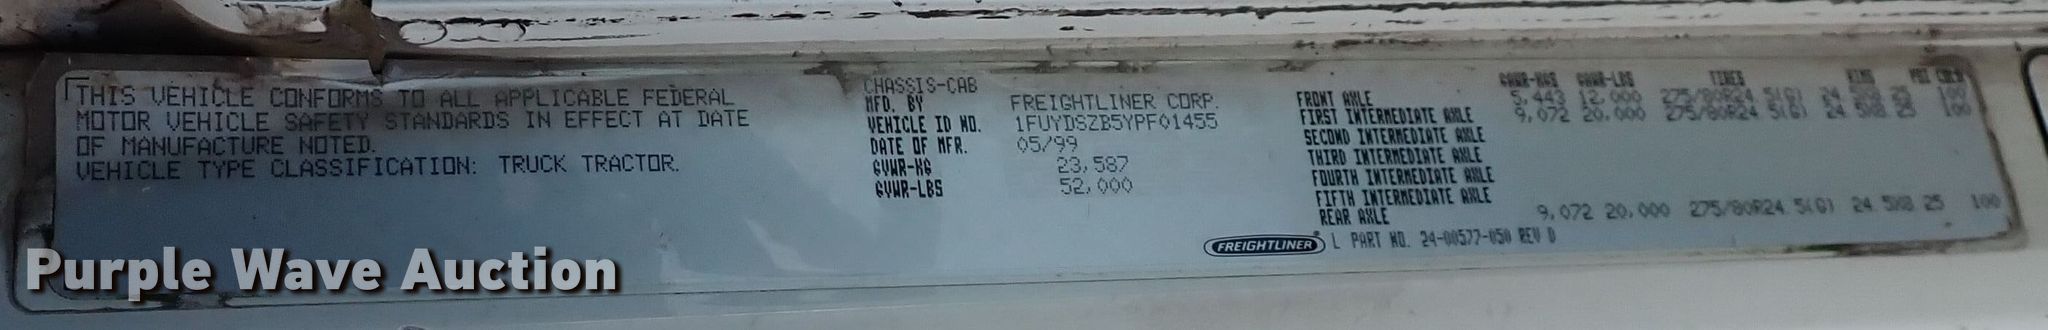 THIS VEHICLE CONFORMS TO ALL APPLICABLE FEDERAL
MOTOR VEHICLE SAFETY STANDARDS IN EFFECT AT DATE
OF MANUFACTURE NOTED.
VEHICLE TYPE CLASSIFICATION: TRUCK TRACTOR.
CHASSIS-CAB
MFD. BY FREIGHTLINER CORP.
VEHICLE ID NO. 1FUYDSZB5YPF01455
DATE OF MFR. 05/99
GVWR-KG 23,587
GVWR-LBS 52,000
GAWR-KGS GAWR-LBS TIRES RIMS PSI COLD
FRONT AXLE 5,443 12,000 275/80R24.5(G) 24.5X8.25 100
FIRST INTERMEDIATE AXLE 9,072 20,000 275/80R24.5(G) 24.5X8.25 100
SECOND INTERMEDIATE AXLE
THIRD INTERMEDIATE AXLE
FOURTH INTERMEDIATE AXLE
FIFTH INTERMEDIATE AXLE
REAR AXLE 9,072 20,000 275/80R24.5(G) 24.5X8.25 100
FREIGHTLINER L PART NO. 24-00577-050 REV D
Purple Wave Auction